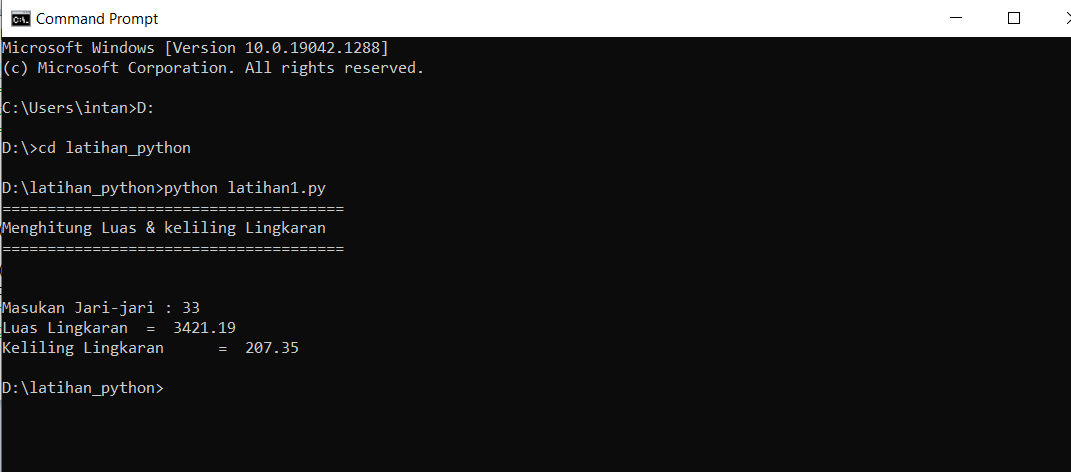 Command Prompt
Microsoft Windows [Version 10.0.19042.1288]
(c) Microsoft Corporation. All rights reserved.
C:\Users\intan>D:
D:\>cd latihan_python
D:\latihan_python>python latihan1.py
======================================
Menghitung Luas & keliling Lingkaran
======================================
Masukan Jari-jari : 33
Luas Lingkaran  =  3421.19
Keliling Lingkaran      =  207.35
D:\latihan_python>